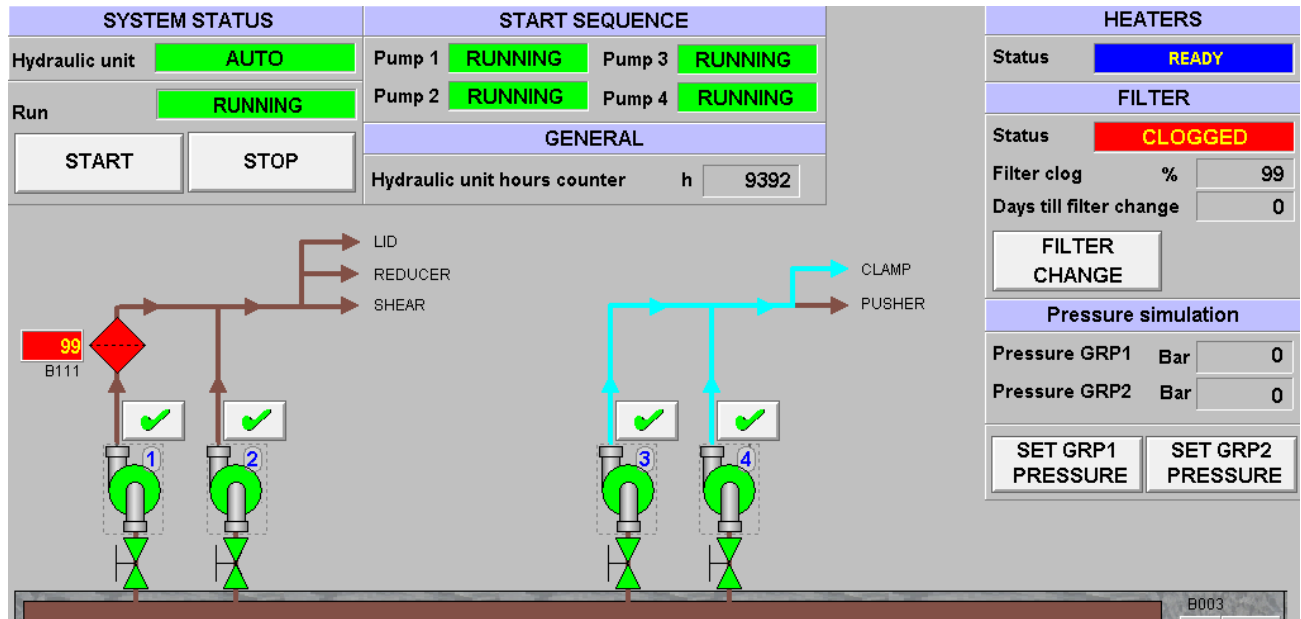 SYSTEM STATUS
Hydraulic unit AUTO
Run RUNNING
START STOP
START SEQUENCE
Pump 1 RUNNING Pump 3 RUNNING
Pump 2 RUNNING Pump 4 RUNNING
GENERAL
Hydraulic unit hours counter h 9392
HEATERS
Status READY
FILTER
Status CLOGGED
Filter clog % 99
Days till filter change 0
FILTER
CHANGE
Pressure simulation
Pressure GRP1 Bar 0
Pressure GRP2 Bar 0
SET GRP1
PRESSURE
SET GRP2
PRESSURE
LID
REDUCER
SHEAR
CLAMP
PUSHER
99
B111
1 2 3 4
B003